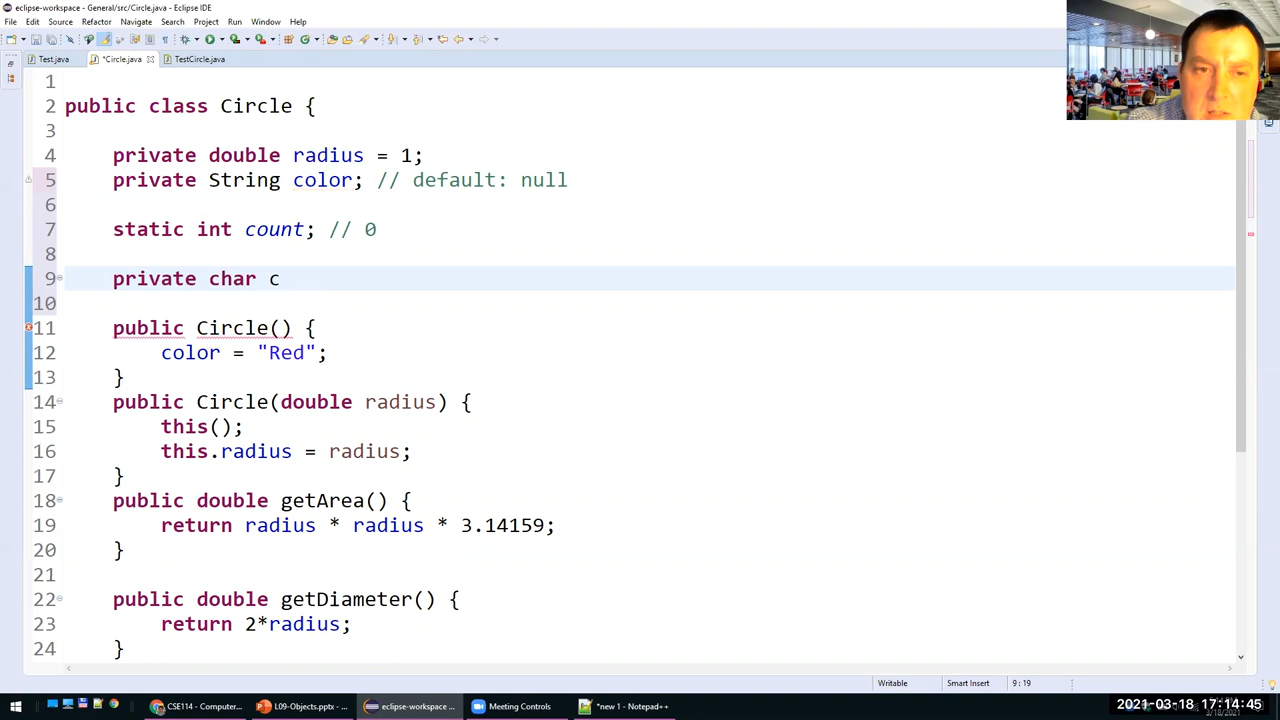 eclipse-workspace - General/src/Circle.java - Eclipse IDE
File Edit Source Refactor Navigate Search Project Run Window Help
Test.java *Circle.java TestCircle.java
1
2 public class Circle {
3
4 private double radius = 1;
5 private String color; // default: null
6
7 static int count; // 0
8
9 private char c
10
11 public Circle() {
12 color = "Red";
13 }
14 public Circle(double radius) {
15 this();
16 this.radius = radius;
17 }
18 public double getArea() {
19 return radius * radius * 3.14159;
20 }
21
22 public double getDiameter() {
23 return 2*radius;
24 }
Writable Smart Insert 9 : 19
CSE114 - Computer... L09-Objects.pptx - ... eclipse-workspace ... Meeting Controls *new 1 - Notepad++
2021-03-18 17:14:45
3/18/2021